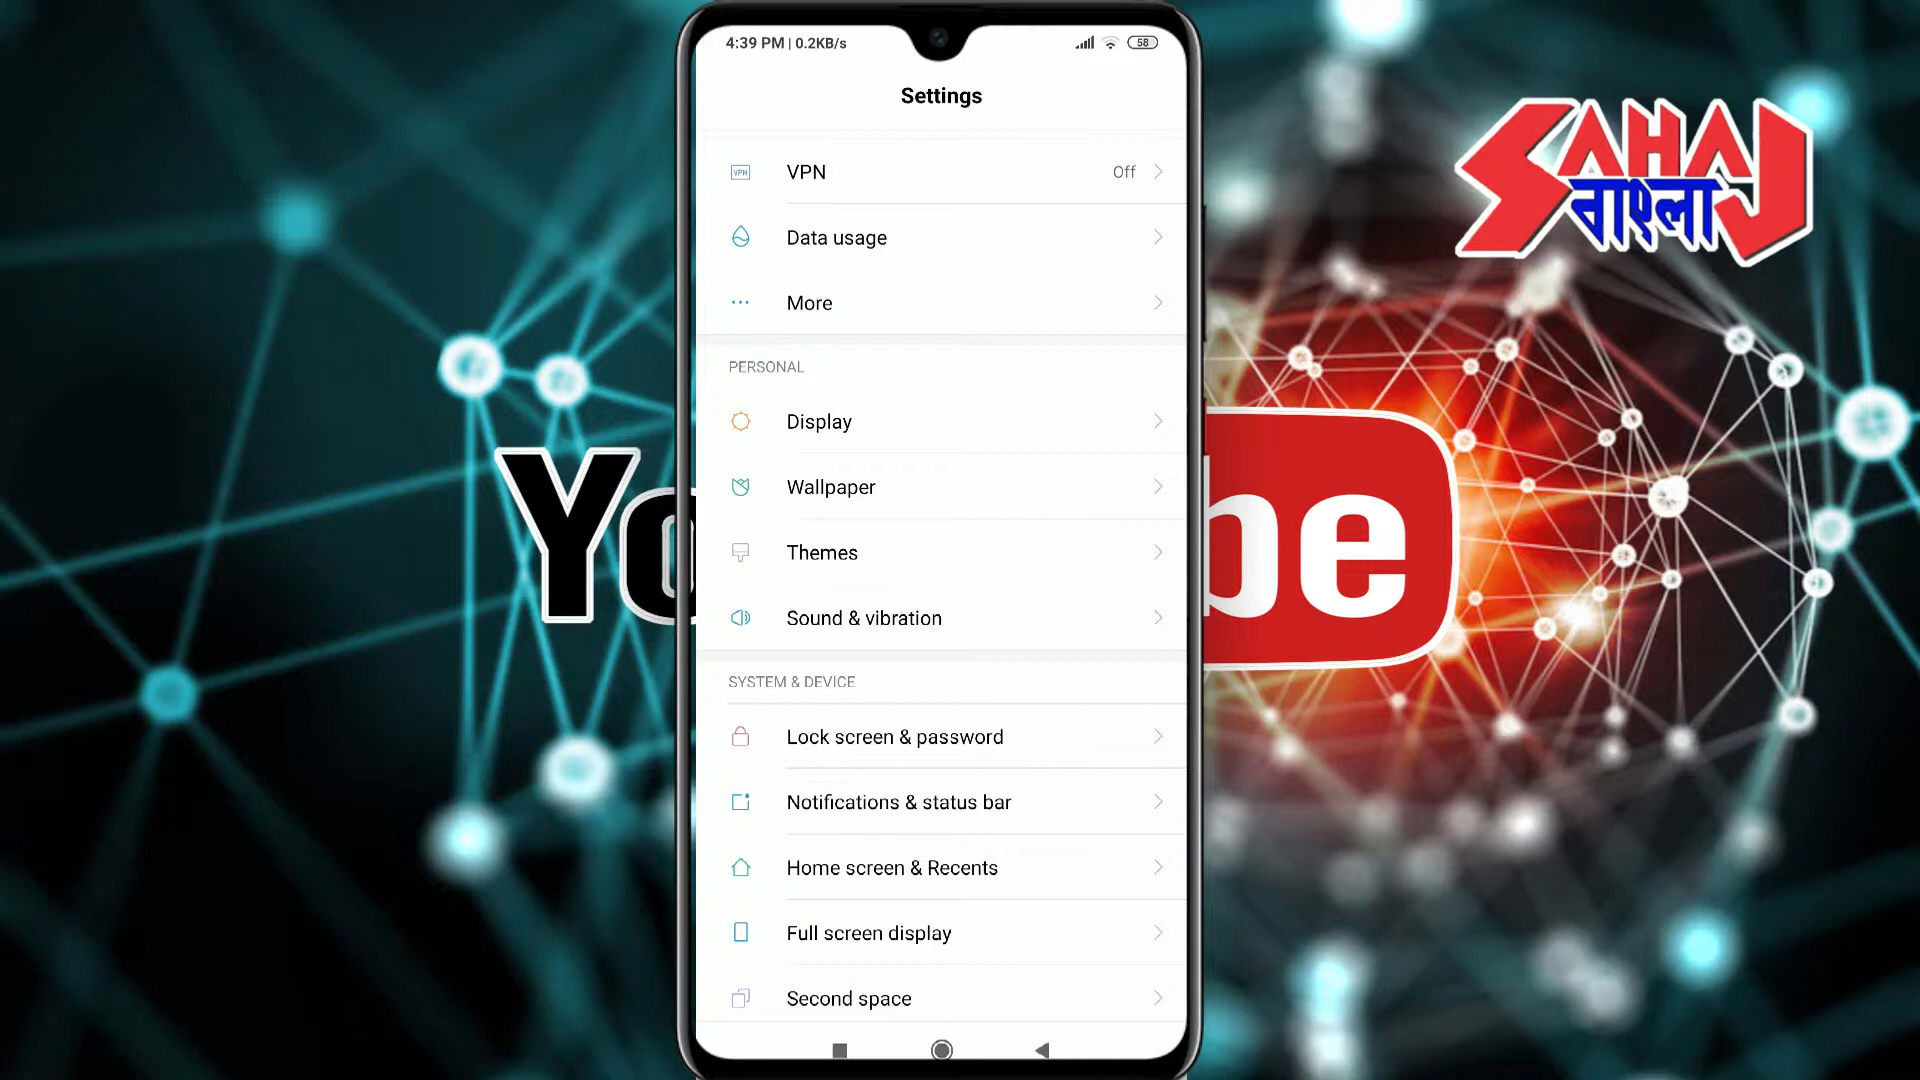 4:39 PM | 0.2KB/s
58
Settings
VPN
VPN
Off
Data usage
More
PERSONAL
Display
Wallpaper
Themes
Sound & vibration
SYSTEM & DEVICE
Lock screen & password
Notifications & status bar
Home screen & Recents
Full screen display
Second space
SAHAJ
বাংলা
Yo
be